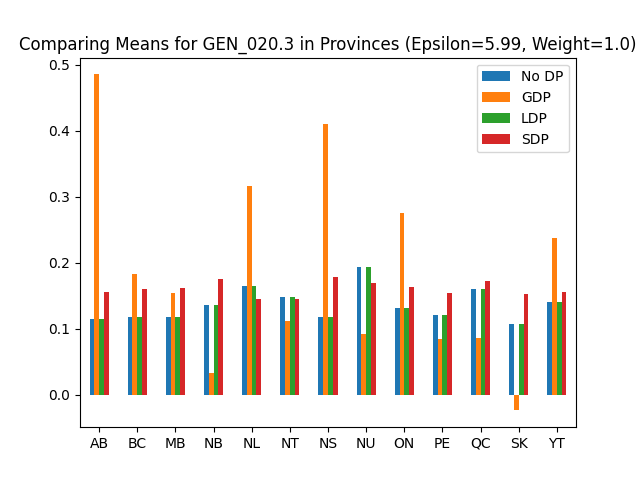 Comparing Means for GEN_020.3 in Provinces (Epsilon=5.99, Weight=1.0)
No DP
GDP
LDP
SDP
0.5
0.4
0.3
0.2
0.1
0.0
AB BC MB NB NL NT NS NU ON PE QC SK YT